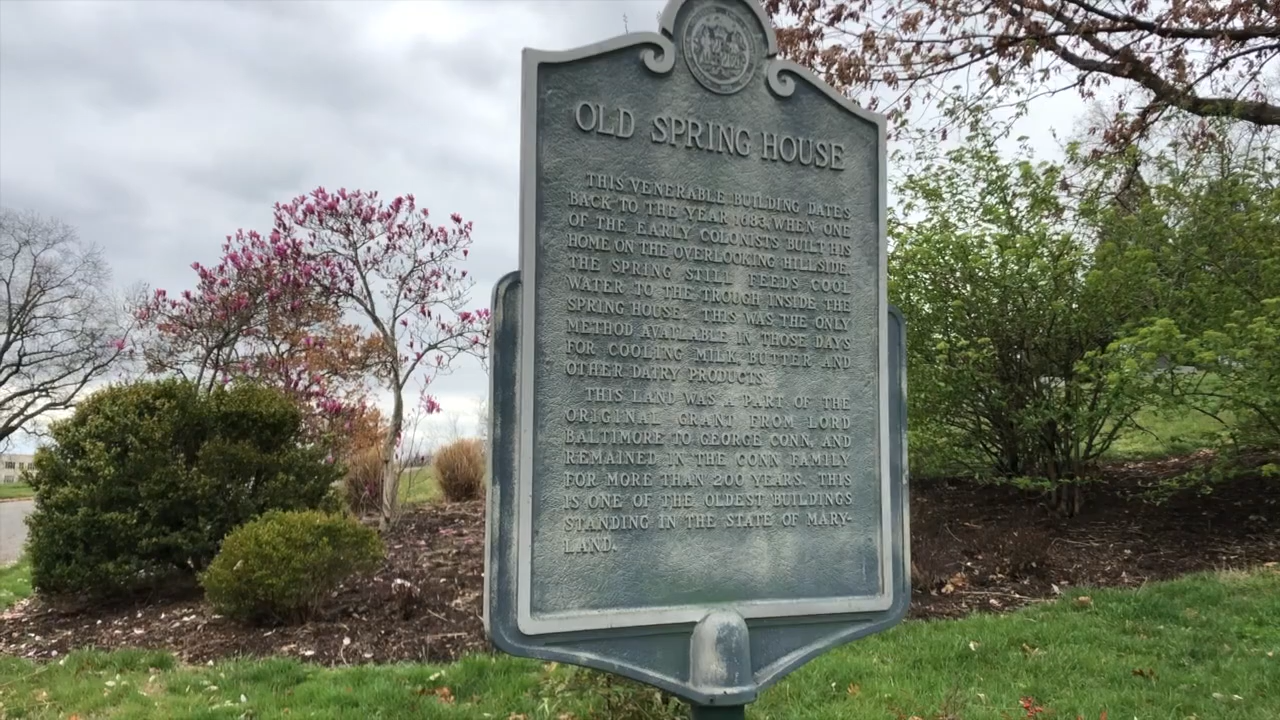 OLD SPRING HOUSE
THIS VENERABLE BUILDING DATES
BACK TO THE YEAR 1683, WHEN ONE
OF THE EARLY COLONISTS BUILT HIS
HOME ON THE OVERLOOKING HILLSIDE.
THE SPRING STILL FEEDS COOL
WATER TO THE TROUGH INSIDE THE
SPRING HOUSE. THIS WAS THE ONLY
METHOD AVAILABLE IN THOSE DAYS
FOR COOLING MILK, BUTTER AND
OTHER DAIRY PRODUCTS.
THIS LAND WAS A PART OF THE
ORIGINAL GRANT FROM LORD
BALTIMORE TO GEORGE CONN, AND
REMAINED IN THE CONN FAMILY
FOR MORE THAN 200 YEARS. THIS
IS ONE OF THE OLDEST BUILDINGS
STANDING IN THE STATE OF MARY-
LAND.